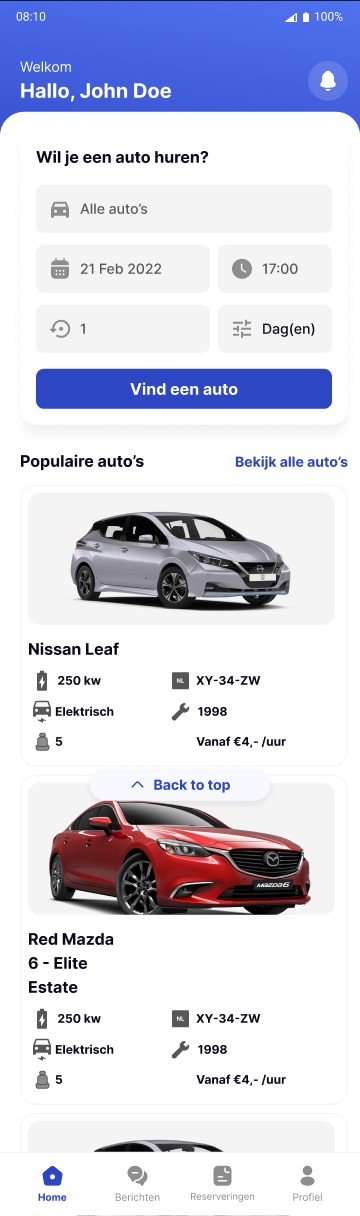 08:10
100%
Welkom
Hallo, John Doe
Wil je een auto huren?
Alle auto's
21 Feb 2022
17:00
1
Dag(en)
Vind een auto
Populaire auto's
Bekijk alle auto's
Nissan Leaf
250 kw
NL
XY-34-ZW
Elektrisch
1998
5
Vanaf €4,- /uur
Back to top
mazda6
Red Mazda
6 - Elite
Estate
250 kw
NL
XY-34-ZW
Elektrisch
1998
5
Vanaf €4,- /uur
Home
Berichten
Reserveringen
Profiel